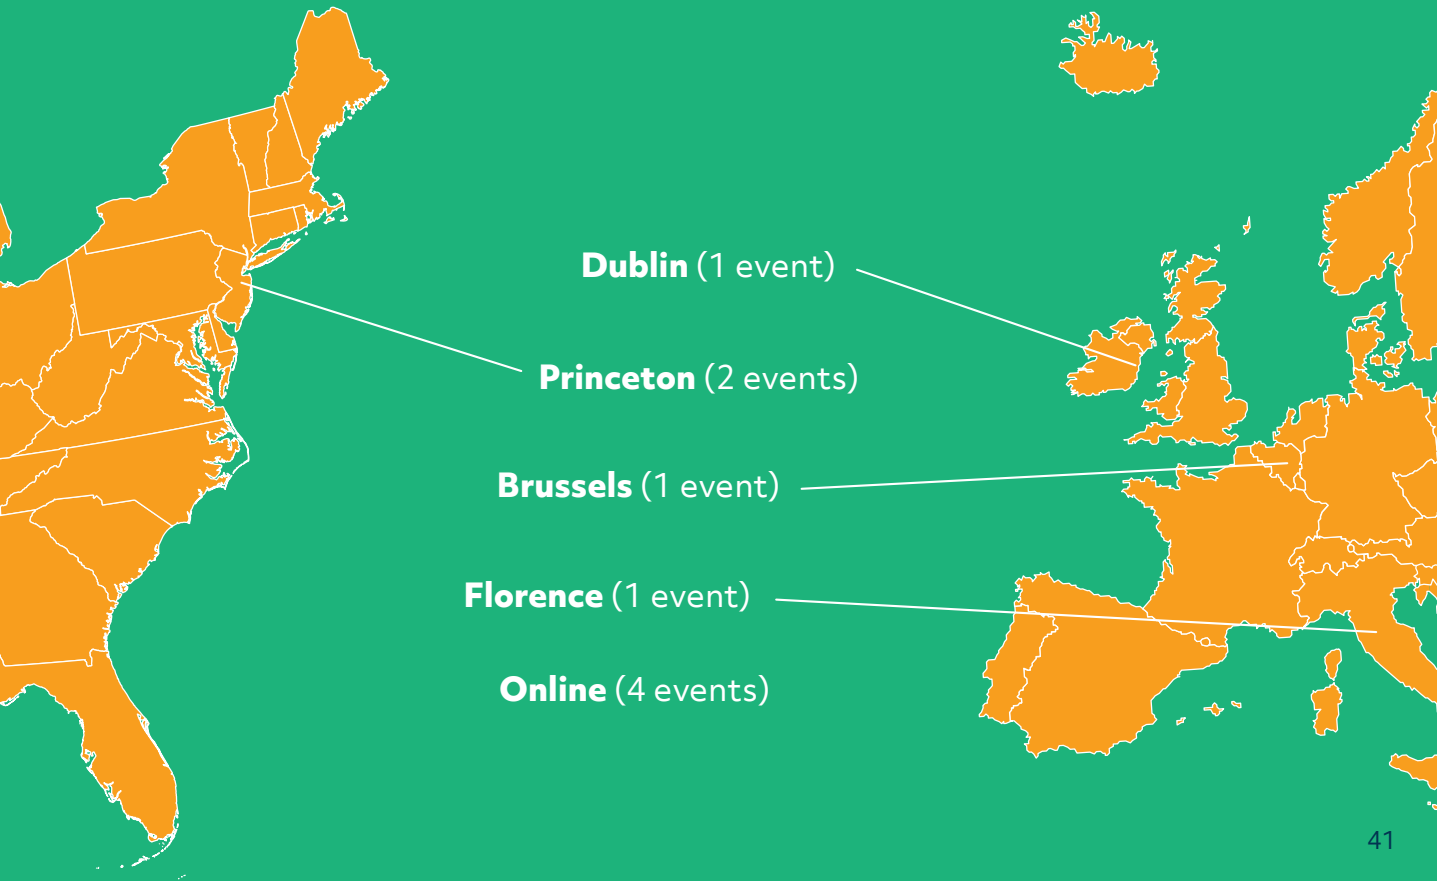 Dublin (1 event)
Princeton (2 events)
Brussels (1 event)
Florence (1 event)
Online (4 events)
41